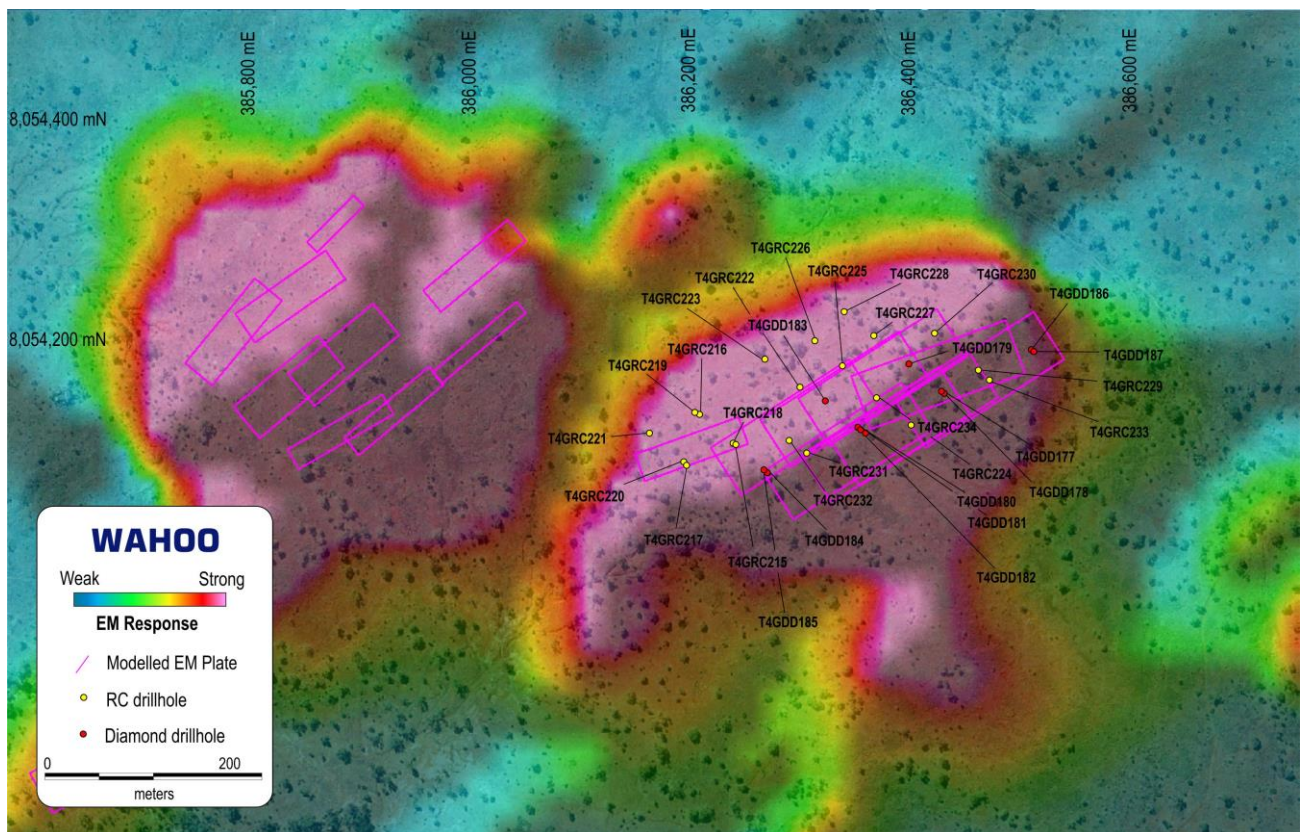 385,800 mE
386,000 mE
386,200 mE
386,400 mE
386,600 mE
8,054,400 mN
8,054,200 mN
T4GRC226
T4GRC222
T4GRC225
T4GRC228
T4GRC230
T4GRC223
T4GDD183
T4GRC227
T4GDD186
T4GRC219
T4GRC216
T4GDD179
T4GDD187
T4GRC229
T4GRC218
T4GRC221
T4GRC234
T4GRC233
T4GDD177
T4GRC231
T4GRC224
T4GRC220
T4GRC232
T4GDD178
T4GDD180
T4GDD181
T4GRC217
T4GDD184
T4GRC215
T4GDD182
T4GDD185
WAHOO
Weak Strong
EM Response
Modelled EM Plate
RC drillhole
Diamond drillhole
0 200
meters